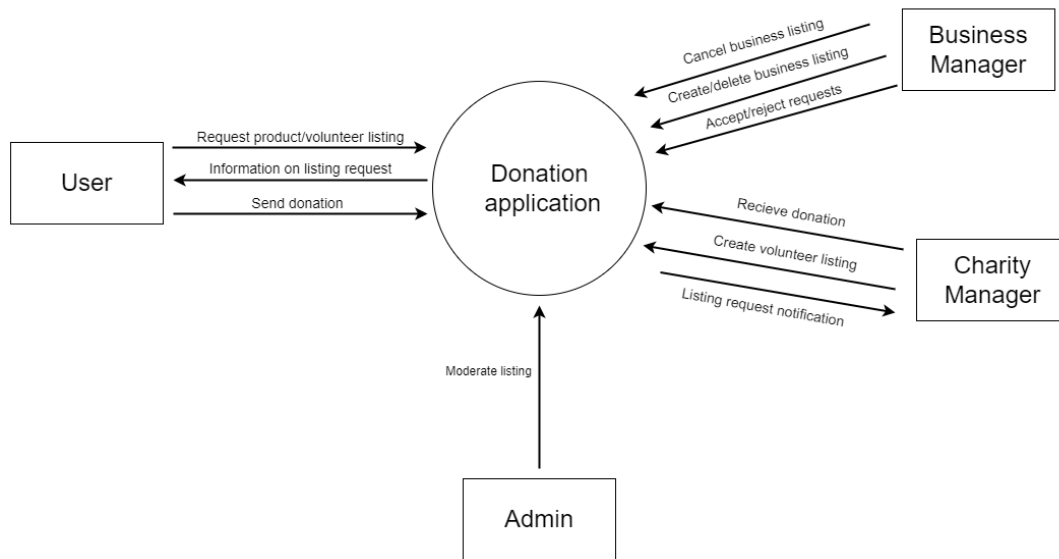 Cancel business listing
Create/delete business listing
Accept/reject requests
Business
Manager
Request product/volunteer listing
Information on listing request
Send donation
User
Donation
application
Recieve donation
Create volunteer listing
Listing request notification
Charity
Manager
Moderate listing
Admin